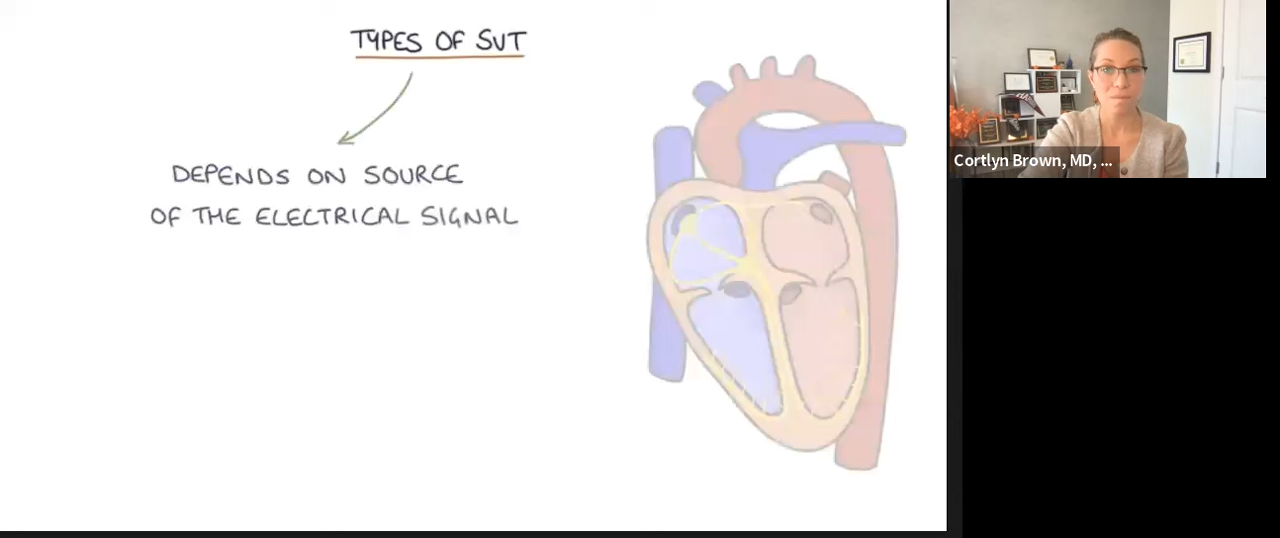 TYPES OF SVT
DEPENDS ON SOURCE
OF THE ELECTRICAL SIGNAL
Cortlyn Brown, MD, ...